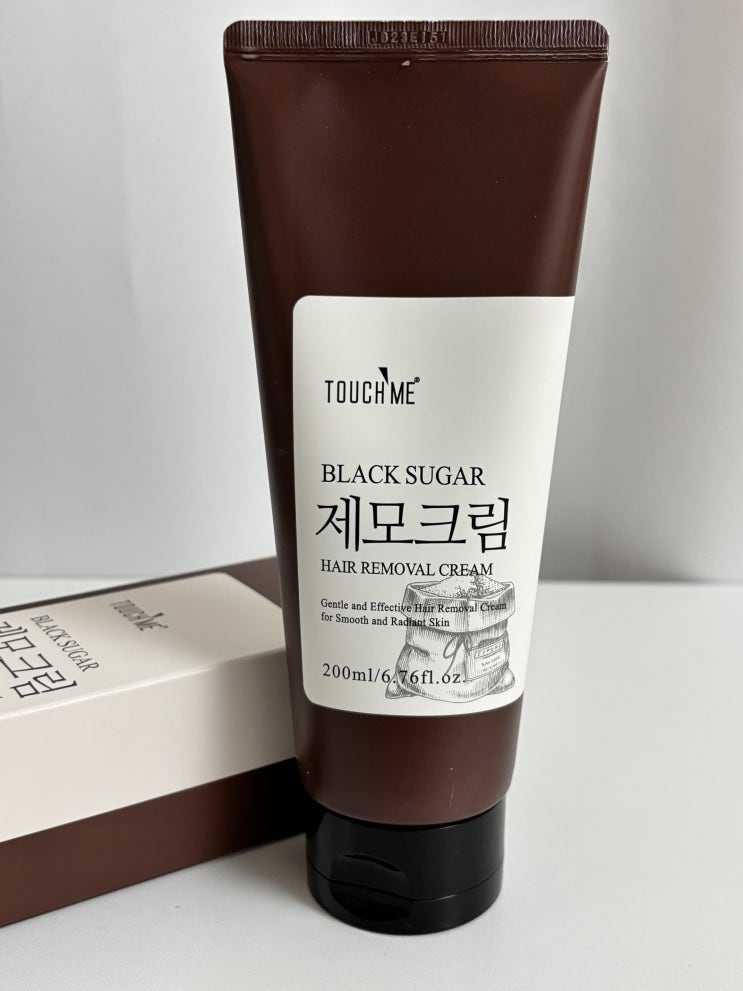 J823E151
TOUCH'ME®
BLACK SUGAR
제모크림
HAIR REMOVAL CREAM
Gentle and Effective Hair Removal Cream
for Smooth and Radiant Skin
200ml/6.76fl.oz.
TOUCH'ME
BLACK SUGAR
제모크림